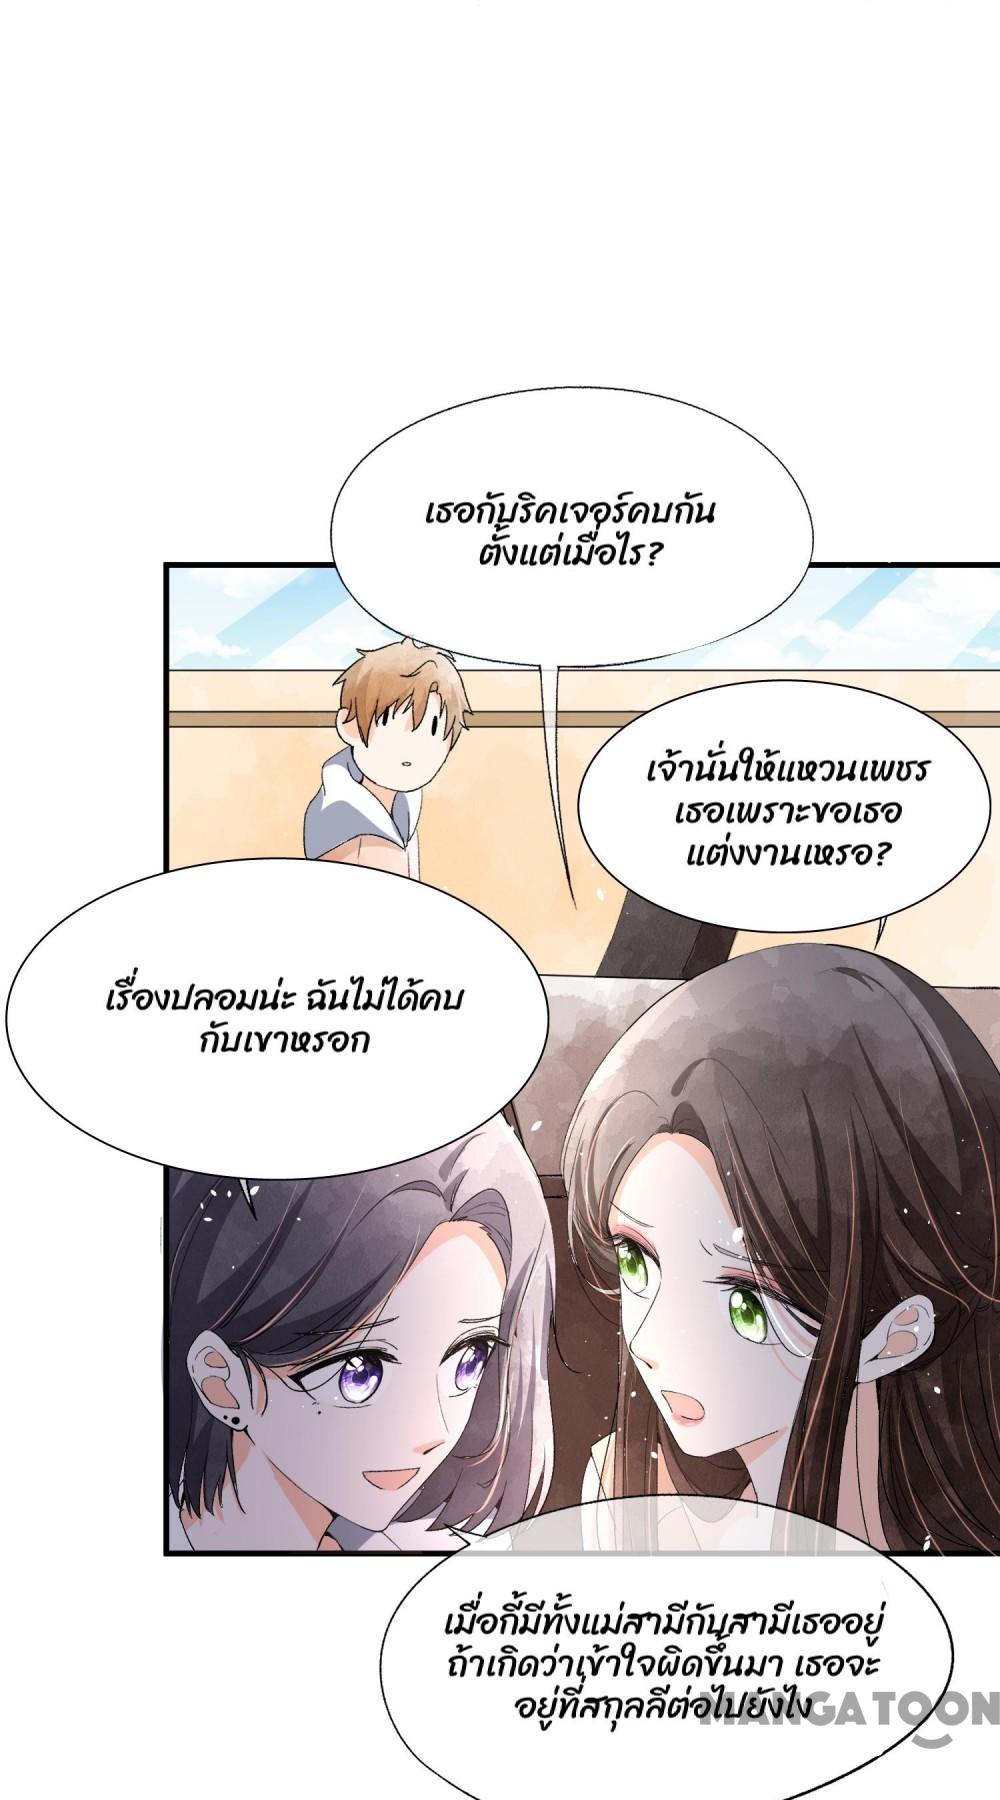 เธอกับริคเจอร์คบกัน
ตั้งแต่เมื่อไร?
เจ้านั่นให้แหวนเพชร
เธอเพราะขอเธอ
แต่งงานเหรอ?
เรื่องปลอมน่ะ ฉันไม่ได้คบ
กับเขาหรอก
เมื่อกี้มีทั้งแม่สามีกับสามีเธออยู่
ถ้าเกิดว่าเข้าใจผิดขึ้นมา เธอจะ
อยู่ที่สกุลลีต่อไปยังไง
MANGATOON